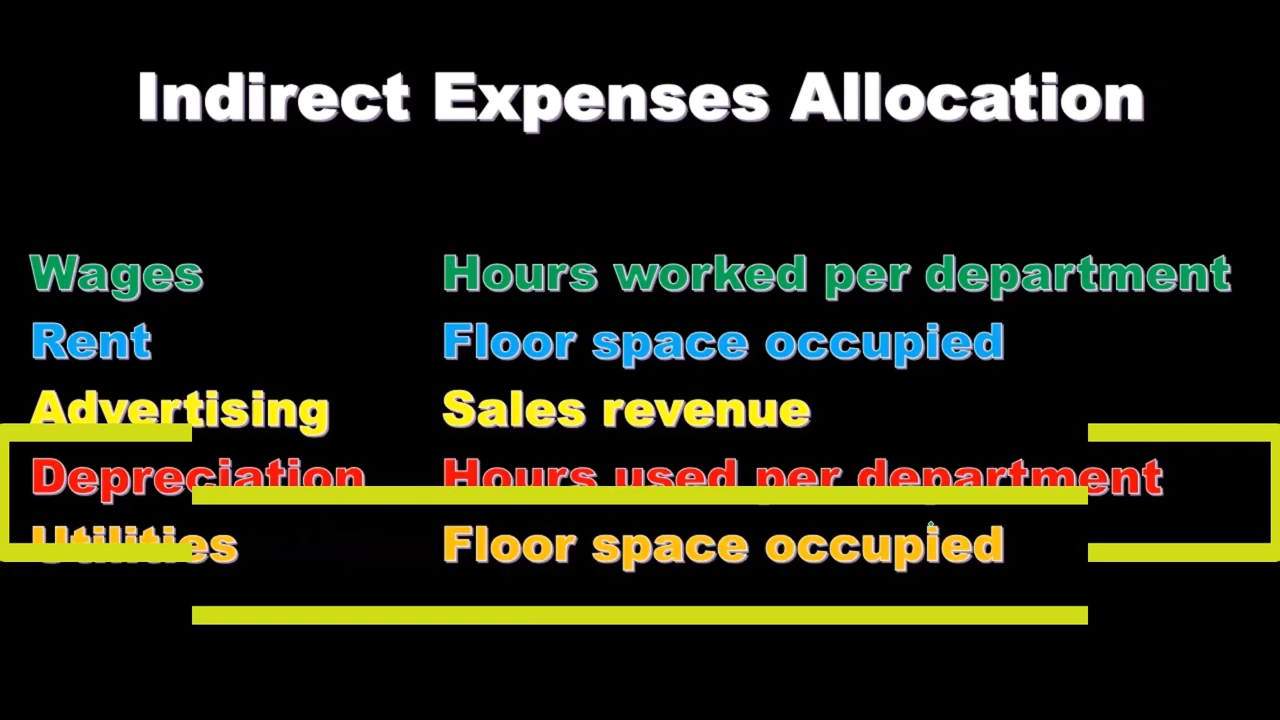 Indirect Expenses Allocation
Wages Hours worked per department
Rent Floor space occupied
Advertising Sales revenue
Depreciation Hours used per department
Utilities Floor space occupied